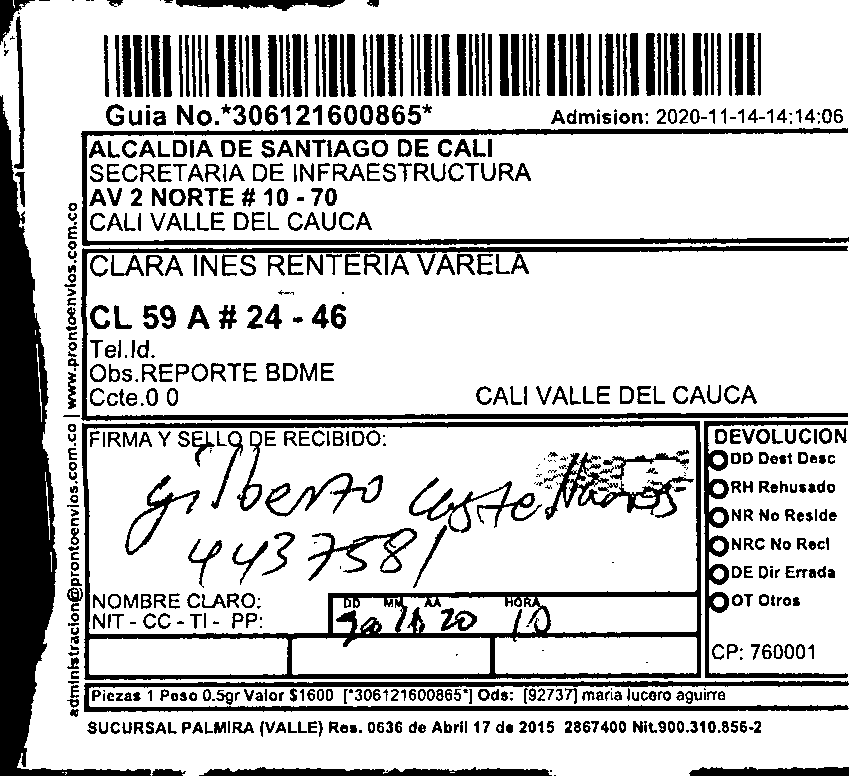 Guia No.*306121600865* Admision: 2020-11-14-14:14:06
ALCALDIA DE SANTIAGO DE CALI
SECRETARIA DE INFRAESTRUCTURA
AV 2 NORTE # 10 - 70
CALI VALLE DEL CAUCA
CLARA INES RENTERIA VARELA
CL 59 A # 24 - 46
Tel.Id.
Obs.REPORTE BDME
Ccte.0 0 CALI VALLE DEL CAUCA
FIRMA Y SELLO DE RECIBIDO:
Gilberto Castellanos
4437581
NOMBRE CLARO:
NIT - CC - TI - PP:
DD MM AA HORA
20 10
DEVOLUCION
DD Dest Desc
RH Rehusado
NR No Reside
NRC No Recl
DE Dir Errada
OT Otros
CP: 760001
Piezas 1 Peso 0.5gr Valor $1600 [*306121600865*] Ods: [92737] maria lucero aguirre
SUCURSAL PALMIRA (VALLE) Res. 0636 de Abril 17 de 2015 2867400 Nit.900.310.856-2
administracion@prontoenvios.com.co | www.prontoenvios.com.co